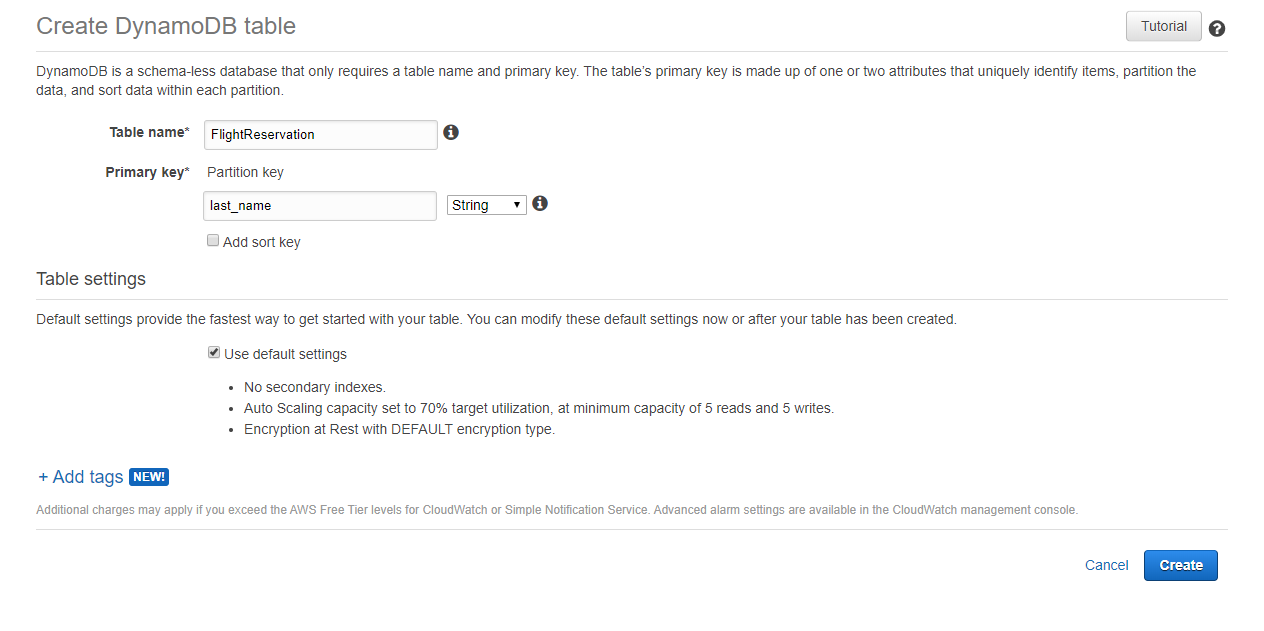 Create DynamoDB table
Tutorial
DynamoDB is a schema-less database that only requires a table name and primary key. The table's primary key is made up of one or two attributes that uniquely identify items, partition the
data, and sort data within each partition.
Table name* FlightReservation
Primary key* Partition key
last_name String
Add sort key
Table settings
Default settings provide the fastest way to get started with your table. You can modify these default settings now or after your table has been created.
Use default settings
• No secondary indexes.
• Auto Scaling capacity set to 70% target utilization, at minimum capacity of 5 reads and 5 writes.
• Encryption at Rest with DEFAULT encryption type.
+ Add tags NEW!
Additional charges may apply if you exceed the AWS Free Tier levels for CloudWatch or Simple Notification Service. Advanced alarm settings are available in the CloudWatch management console.
Cancel Create